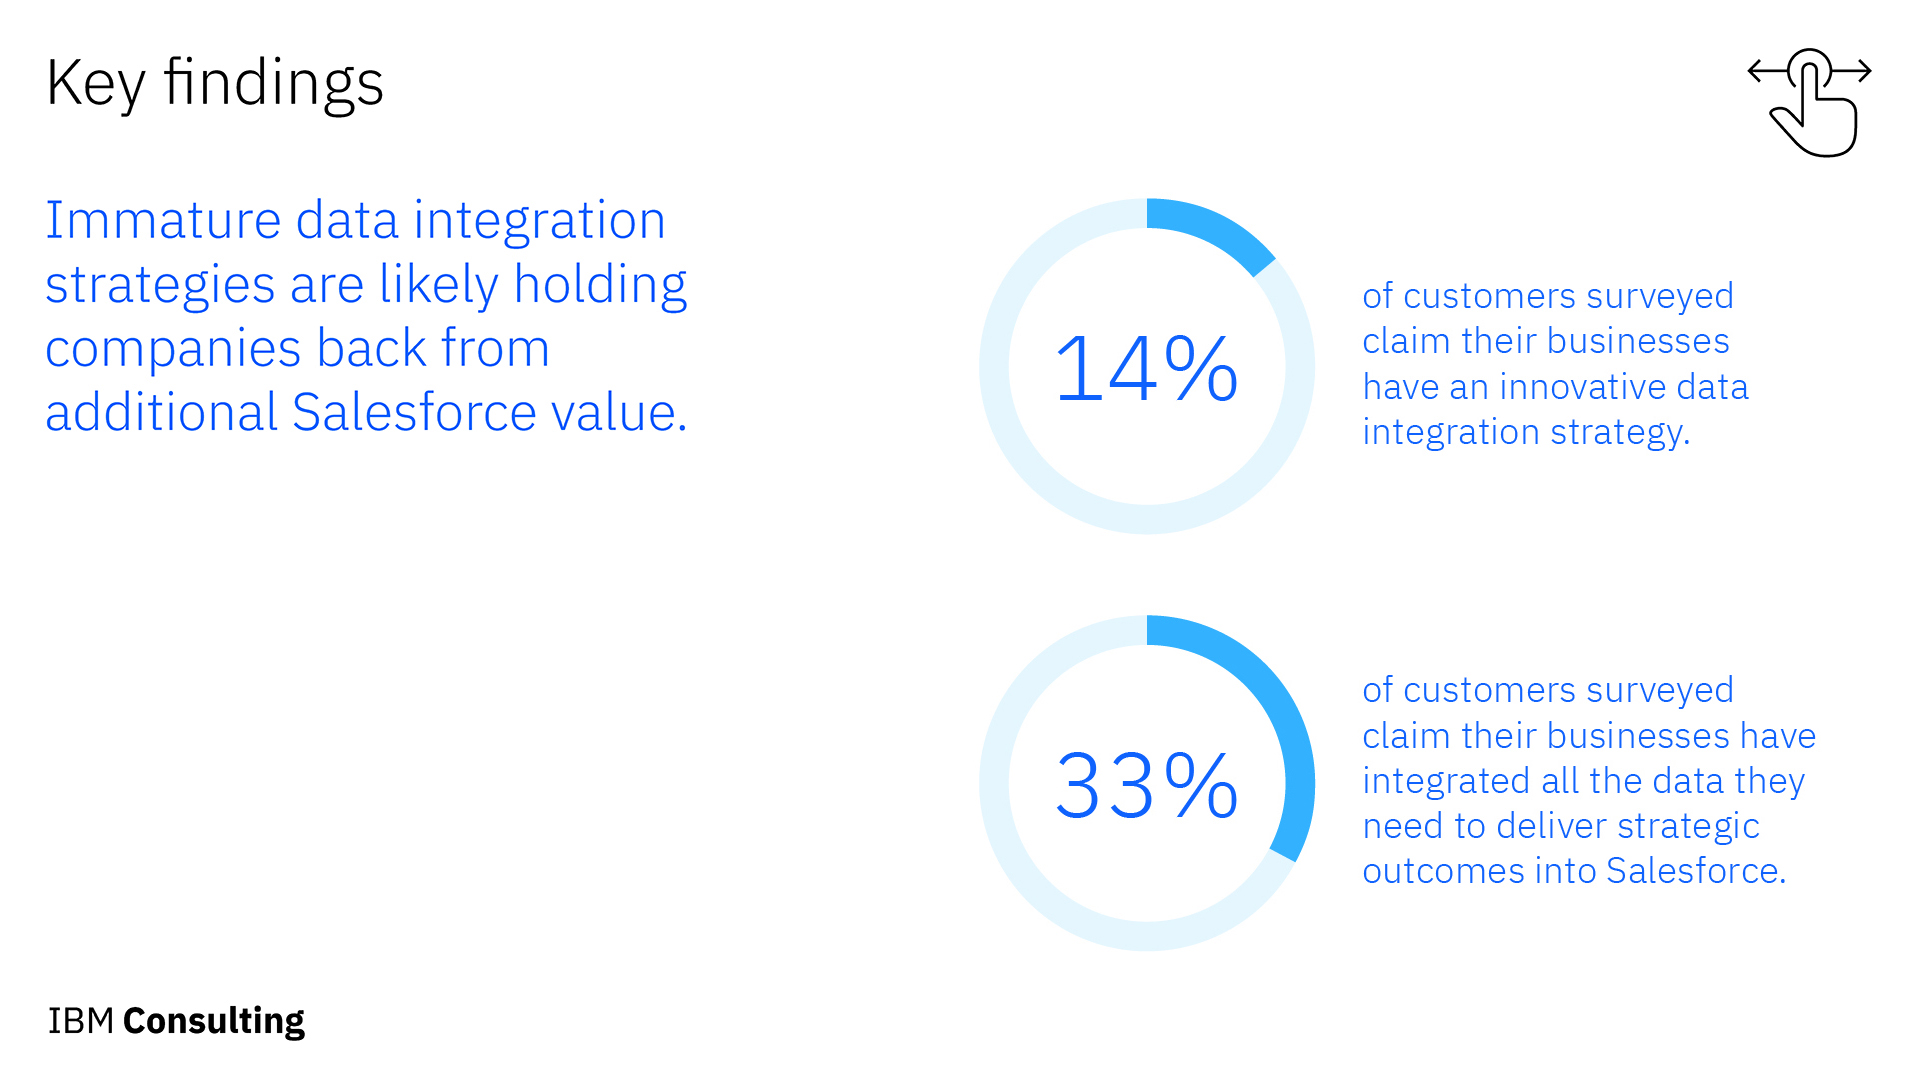 Key findings
Immature data integration
strategies are likely holding
companies back from
additional Salesforce value.
14%
of customers surveyed
claim their businesses
have an innovative data
integration strategy.
33%
of customers surveyed
claim their businesses have
integrated all the data they
need to deliver strategic
outcomes into Salesforce.
IBM Consulting